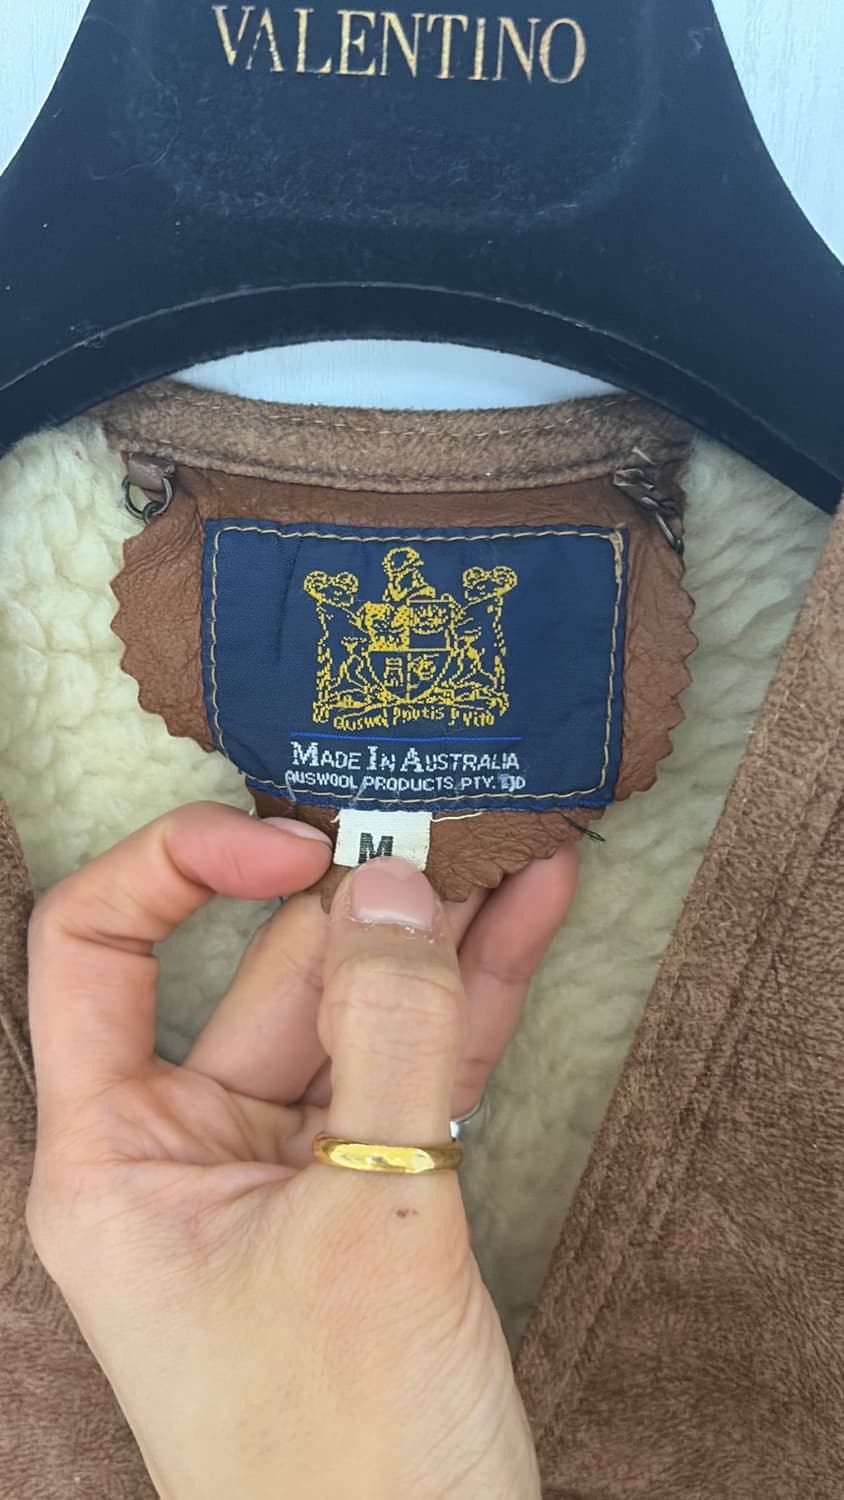 VALENTINO
MADE IN AUSTRALIA
AUSWOOL PRODUCTS PTY. LTD
M